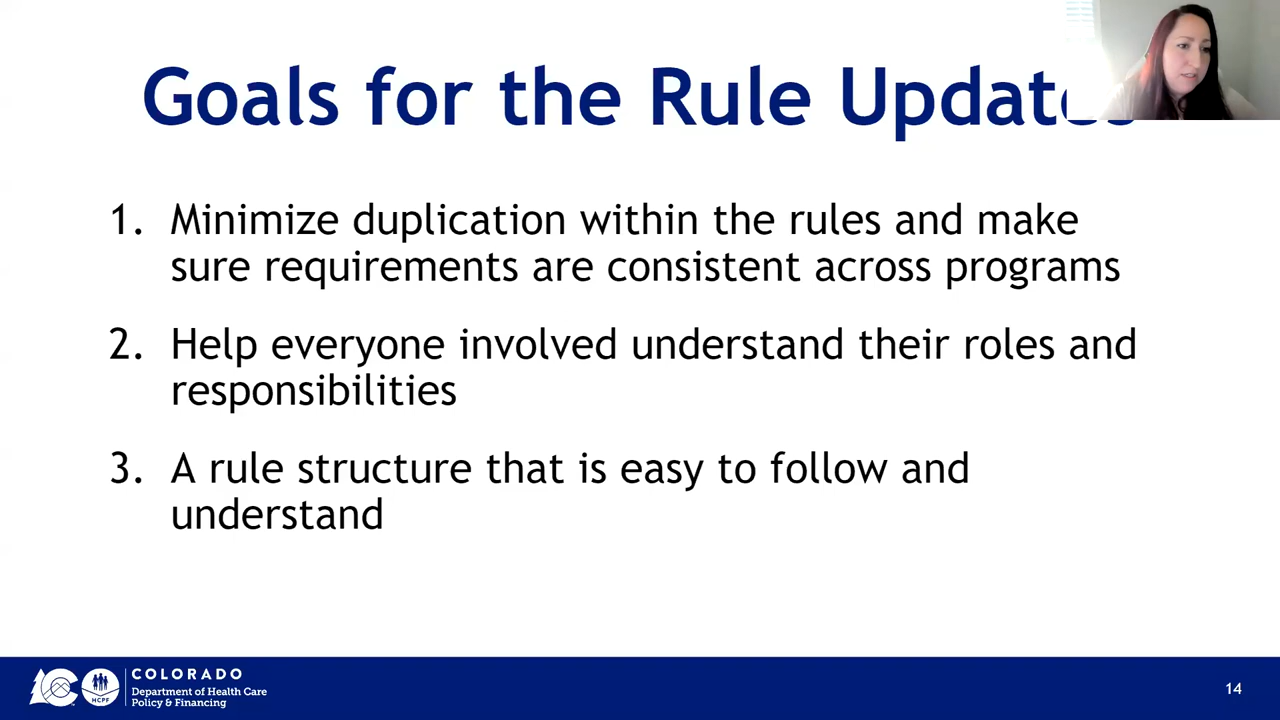 Goals for the Rule Updates
1. Minimize duplication within the rules and make
sure requirements are consistent across programs
2. Help everyone involved understand their roles and
responsibilities
3. A rule structure that is easy to follow and
understand
HCPF
COLORADO
Department of Health Care
Policy & Financing
14